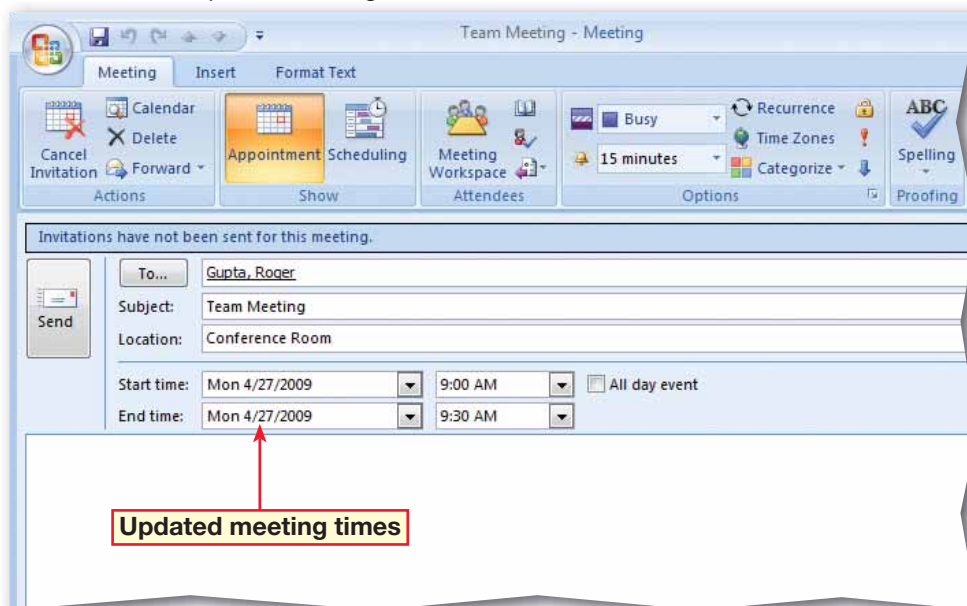 Team Meeting - Meeting
Meeting Insert Format Text
Calendar
Delete
Forward
Cancel
Invitation
Actions
Appointment Scheduling
Show
Meeting
Workspace
Attendees
Busy
15 minutes
Recurrence
Time Zones
Categorize
Options
ABC
Spelling
Proofing
Invitations have not been sent for this meeting.
Send
To... Gupta, Roger
Subject: Team Meeting
Location: Conference Room
Start time: Mon 4/27/2009 9:00 AM All day event
End time: Mon 4/27/2009 9:30 AM
Updated meeting times